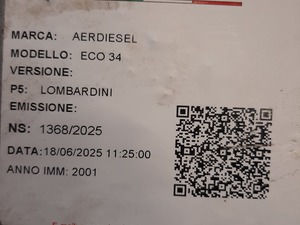 MARCA: AERDIESEL
MODELLO: ECO 34
VERSIONE:
P5: LOMBARDINI
EMISSIONE:
NS: 1368/2025
DATA:18/06/2025 11:25:00
ANNO IMM: 2001